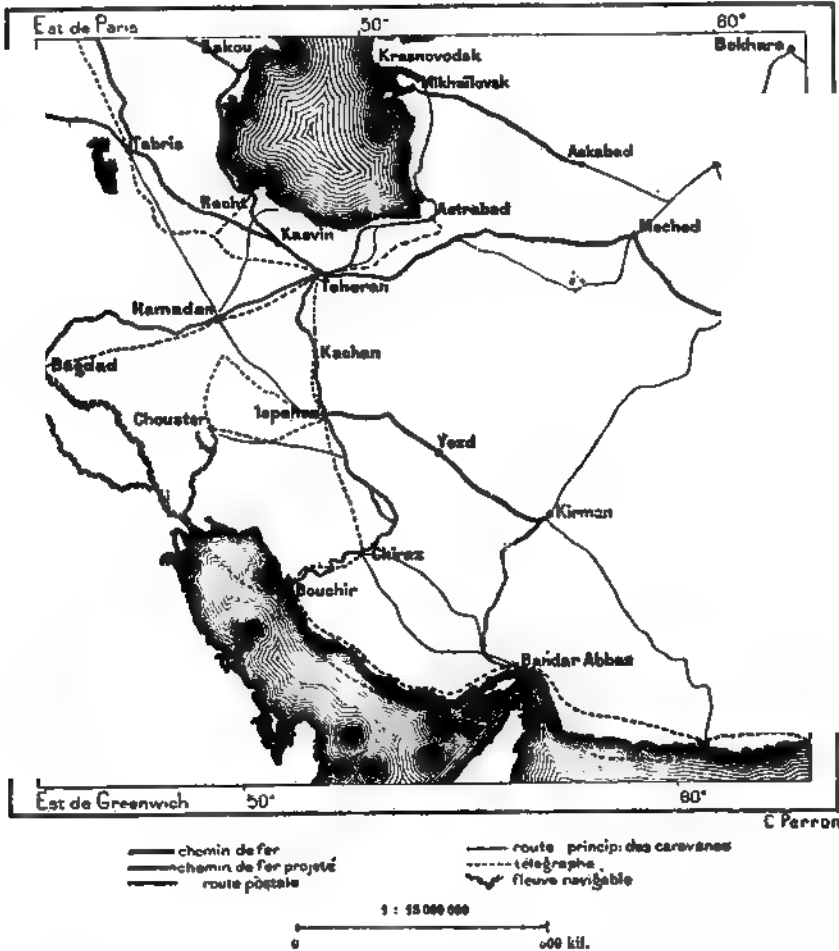 Est de Paris 50° 60°
Bakou
Krasnovodsk
Bokhara
Mikhaïlovsk
Tabris
Askabad
Recht
Astrabad
Kasvin
Meched
Teheran
Hamadan
Kachan
Bagdad
Chouster
Ispahan
Yezd
Kirman
Chiraz
Bouchir
Bandar Abbas
Est de Greenwich 50° 60°
C Perron
chemin de fer
chemin de fer projeté
route postale
route princip: des caravanes
télégraphe
fleuve navigable
1 : 15 000 000
0 500 kil.